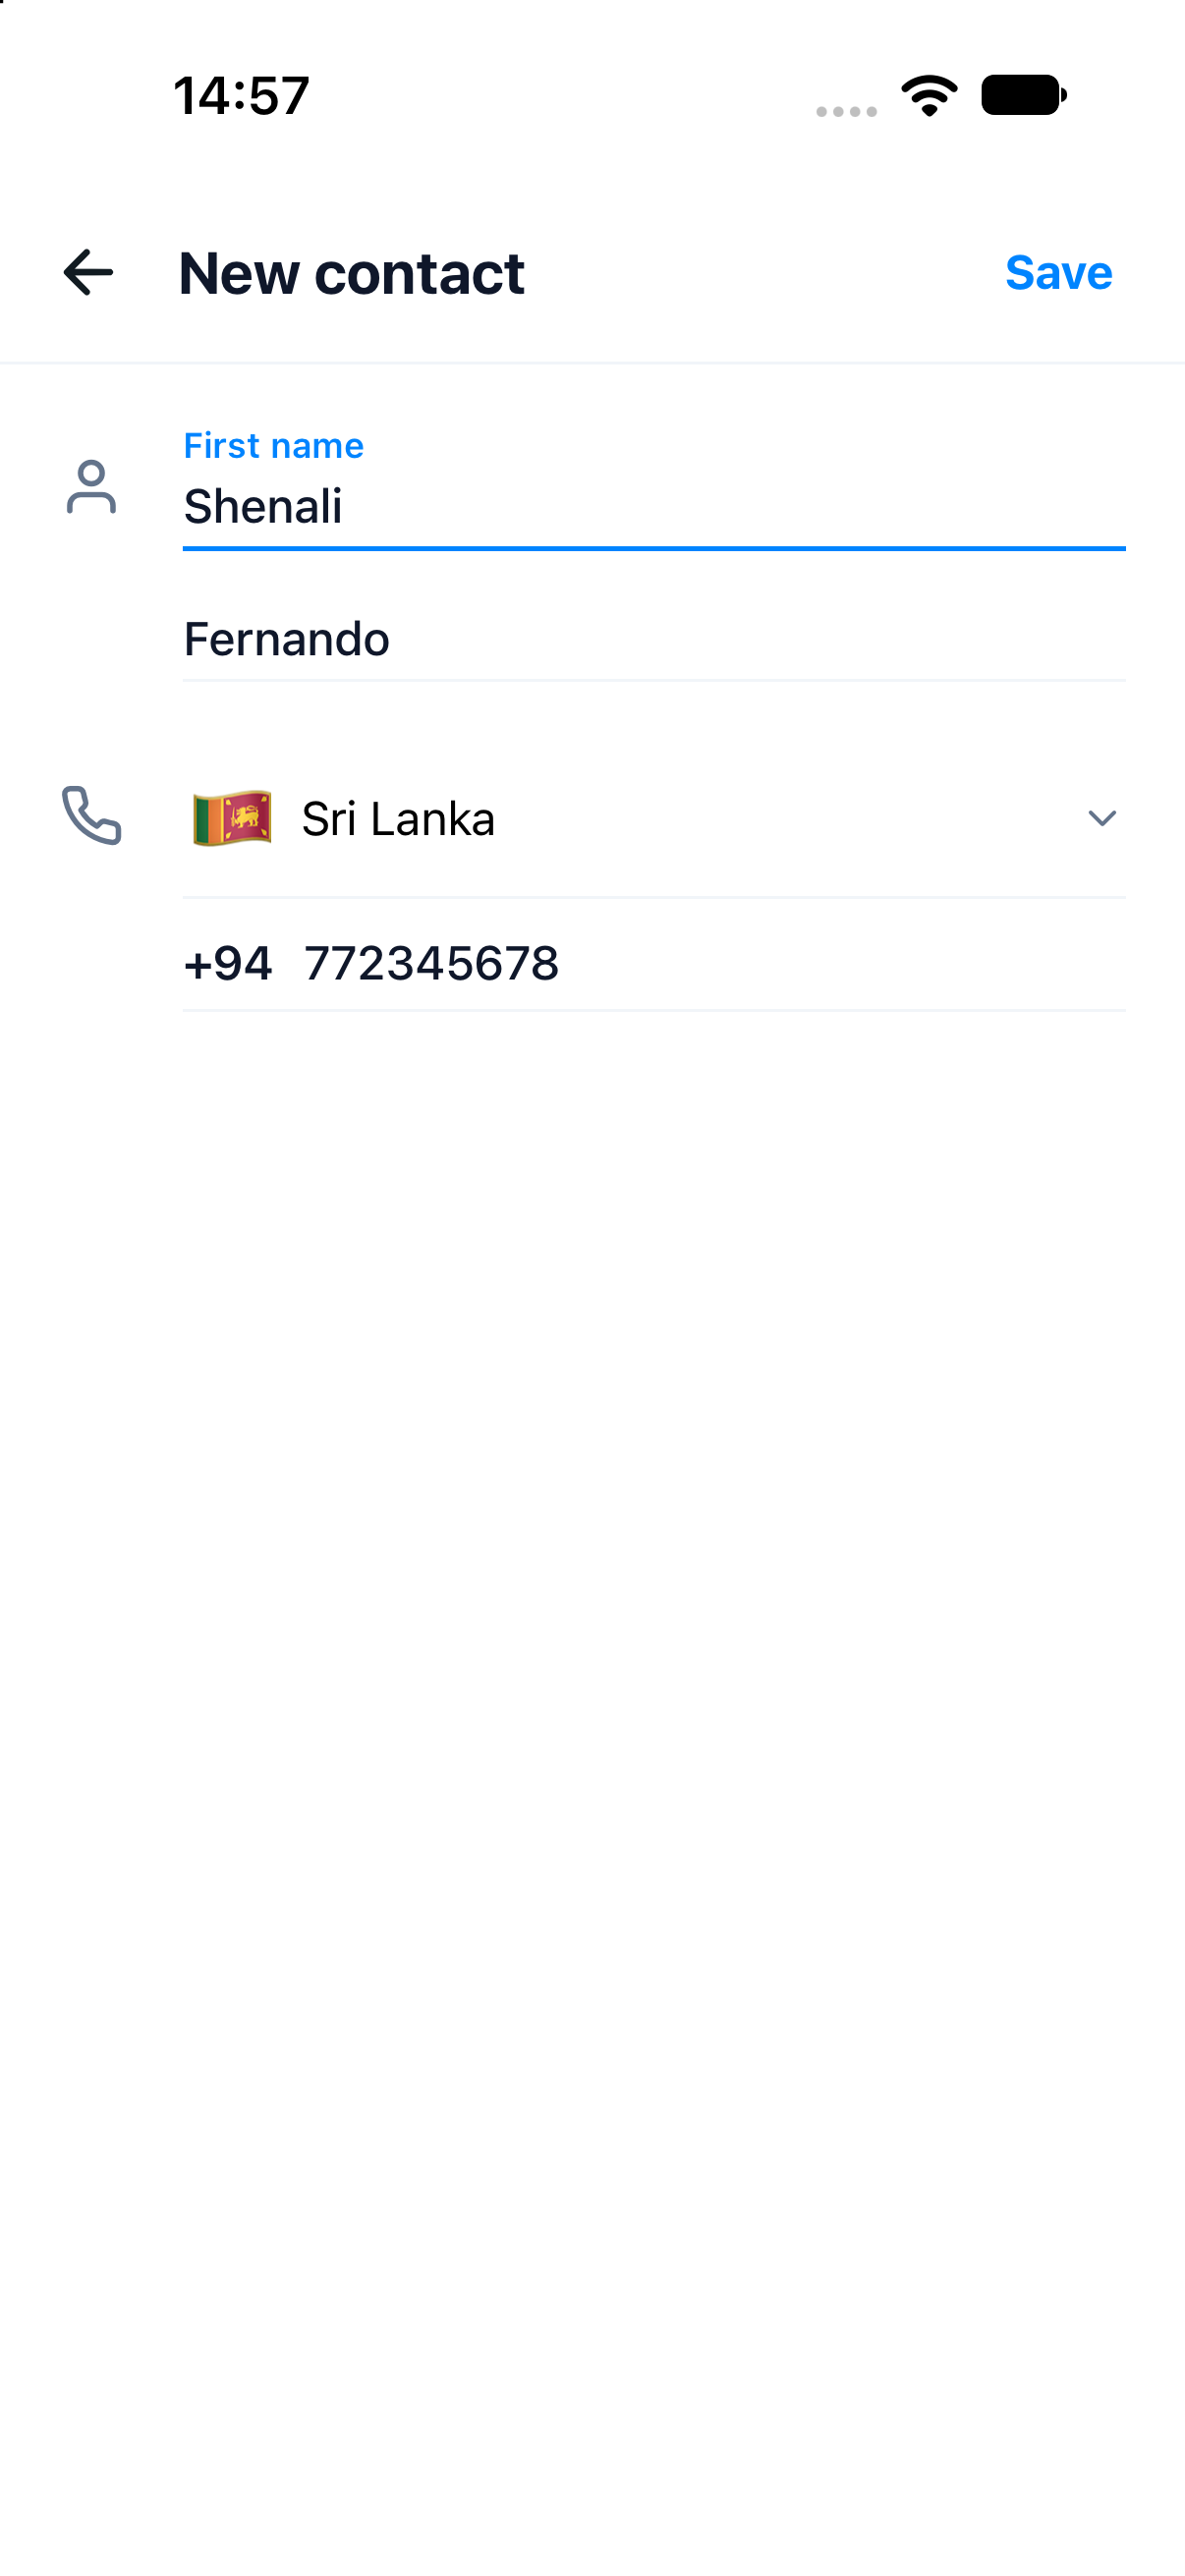 14:57
New contact
Save
First name
Shenali
Fernando
Sri Lanka
+94 772345678